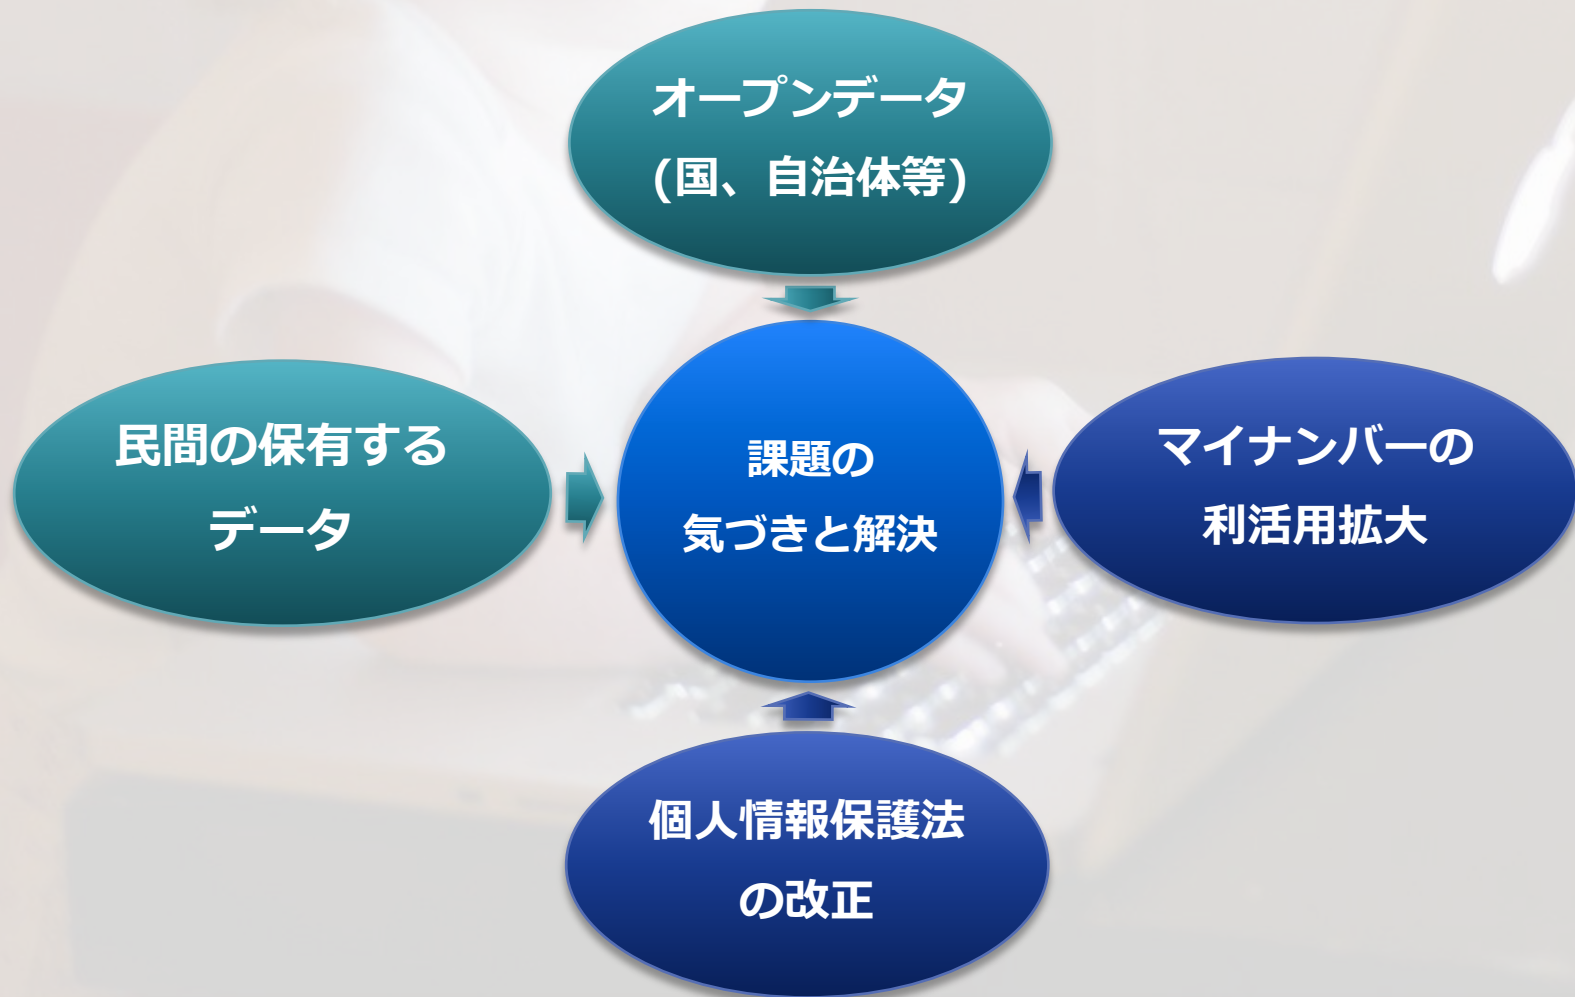 オープンデータ
(国、自治体等)
民間の保有する
データ
課題の
気づきと解決
マイナンバーの
利活用拡大
個人情報保護法
の改正